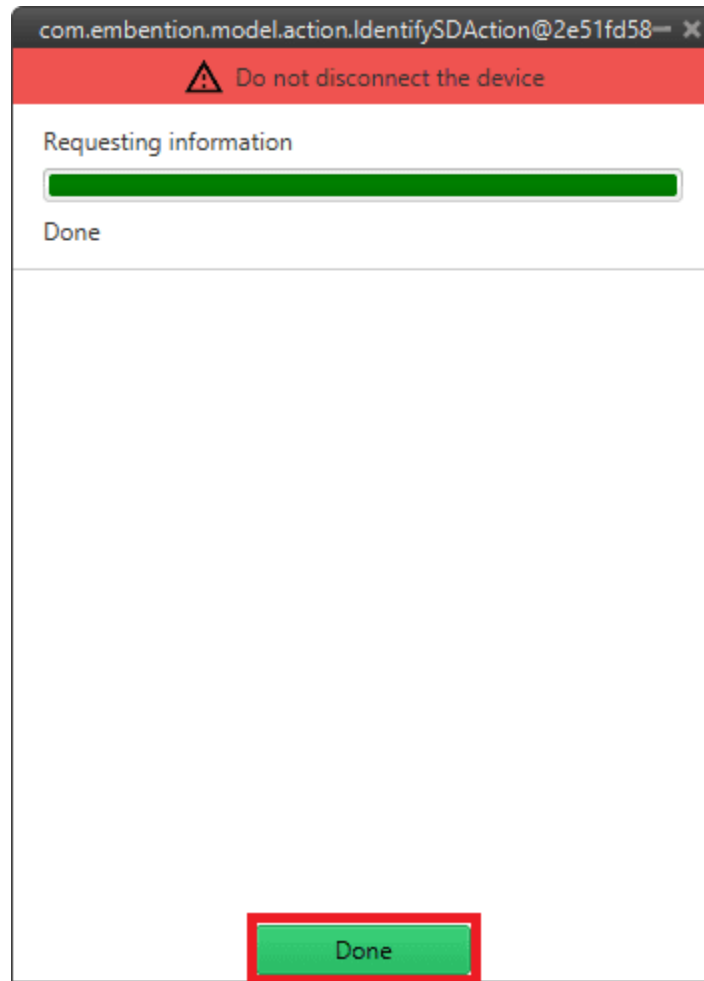 com.embention.model.action.IdentifySDAction@2e51fd58
Do not disconnect the device
Requesting information
Done
Done